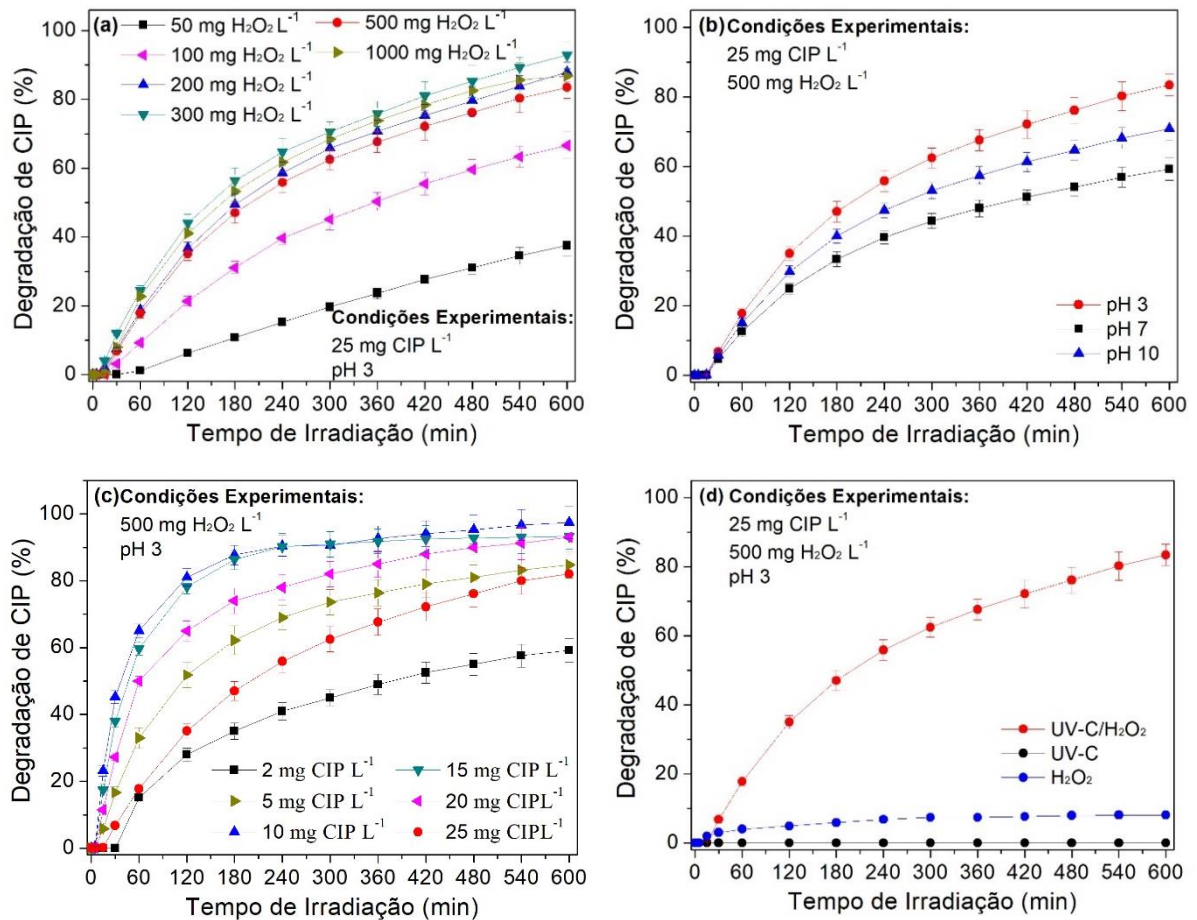 (a)
50 mg H₂O₂ L⁻¹
500 mg H₂O₂ L⁻¹
100 mg H₂O₂ L⁻¹
1000 mg H₂O₂ L⁻¹
200 mg H₂O₂ L⁻¹
300 mg H₂O₂ L⁻¹
Condições Experimentais:
25 mg CIP L⁻¹
pH 3
100
80
60
40
20
0
Degradação de CIP (%)
0 60 120 180 240 300 360 420 480 540 600
Tempo de Irradiação (min)
(b) Condições Experimentais:
25 mg CIP L⁻¹
500 mg H₂O₂ L⁻¹
pH 3
pH 7
pH 10
100
80
60
40
20
0
Degradação de CIP (%)
0 60 120 180 240 300 360 420 480 540 600
Tempo de Irradiação (min)
(c) Condições Experimentais:
500 mg H₂O₂ L⁻¹
pH 3
2 mg CIP L⁻¹
15 mg CIP L⁻¹
5 mg CIP L⁻¹
20 mg CIPL⁻¹
10 mg CIP L⁻¹
25 mg CIPL⁻¹
100
80
60
40
20
0
Degradação de CIP (%)
0 60 120 180 240 300 360 420 480 540 600
Tempo de Irradiação (min)
(d) Condições Experimentais:
25 mg CIP L⁻¹
500 mg H₂O₂ L⁻¹
pH 3
UV-C/H₂O₂
UV-C
H₂O₂
100
80
60
40
20
0
Degradação de CIP (%)
0 60 120 180 240 300 360 420 480 540 600
Tempo de Irradiação (min)